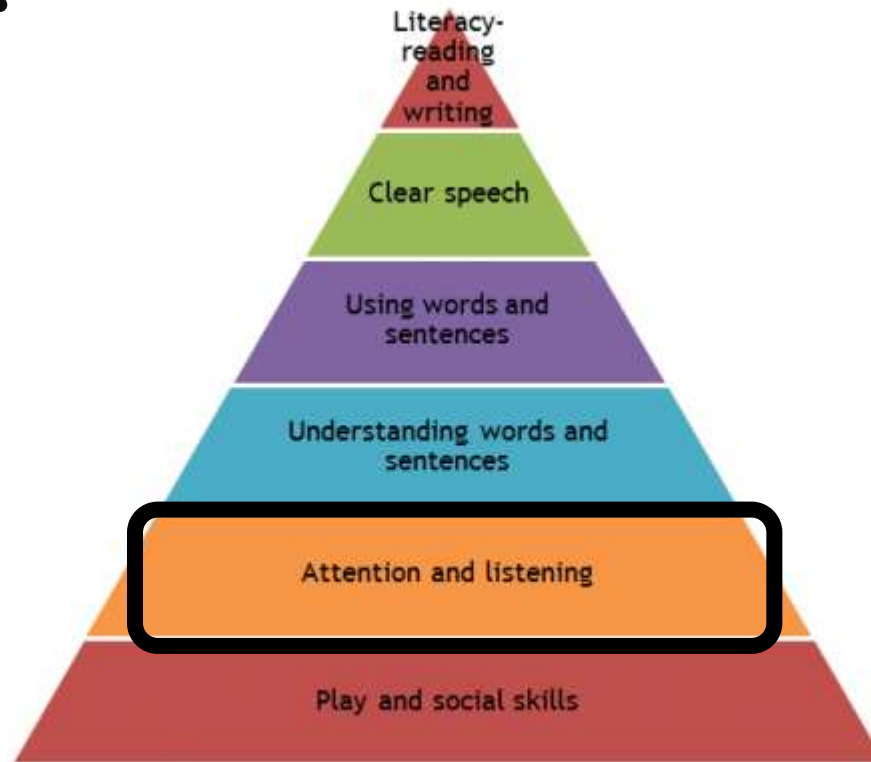 Literacy-
reading
and
writing
Clear speech
Using words and
sentences
Understanding words and
sentences
Attention and listening
Play and social skills